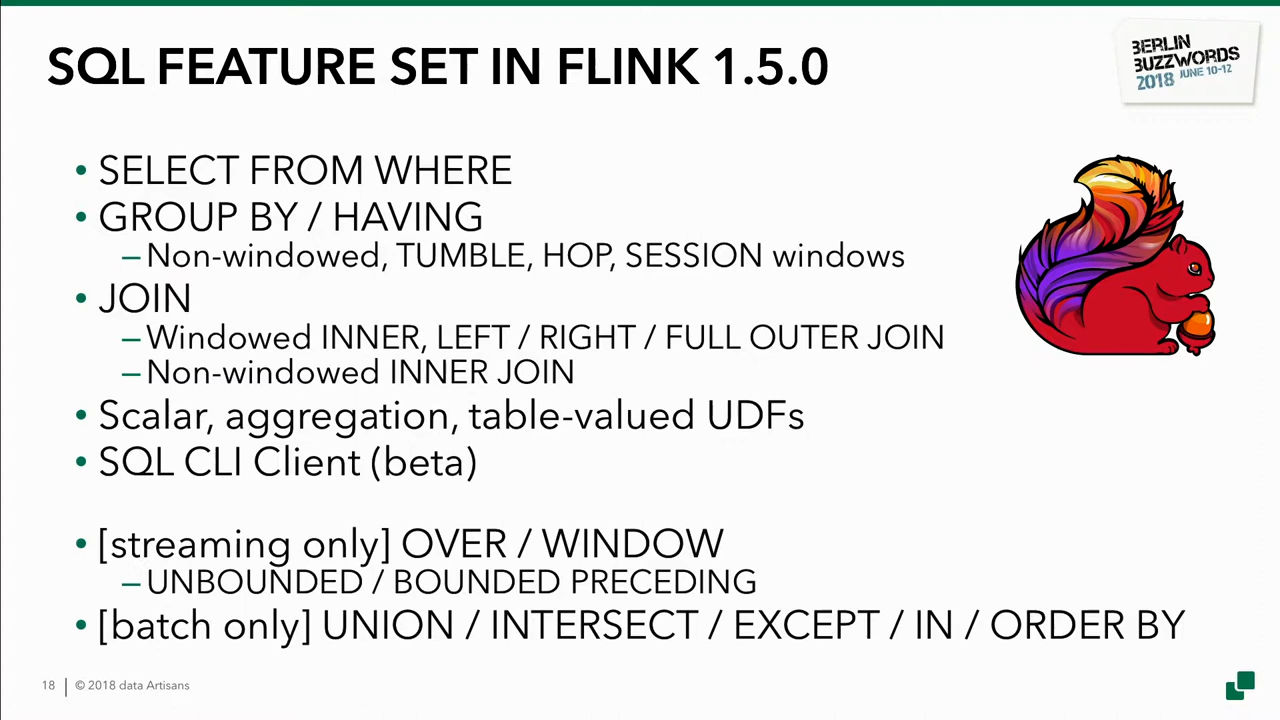 SQL FEATURE SET IN FLINK 1.5.0
BERLIN
BUZZWORDS
2018 JUNE 10-12
• SELECT FROM WHERE
• GROUP BY / HAVING
– Non-windowed, TUMBLE, HOP, SESSION windows
• JOIN
– Windowed INNER, LEFT / RIGHT / FULL OUTER JOIN
– Non-windowed INNER JOIN
• Scalar, aggregation, table-valued UDFs
• SQL CLI Client (beta)
• [streaming only] OVER / WINDOW
– UNBOUNDED / BOUNDED PRECEDING
• [batch only] UNION / INTERSECT / EXCEPT / IN / ORDER BY
18 | © 2018 data Artisans